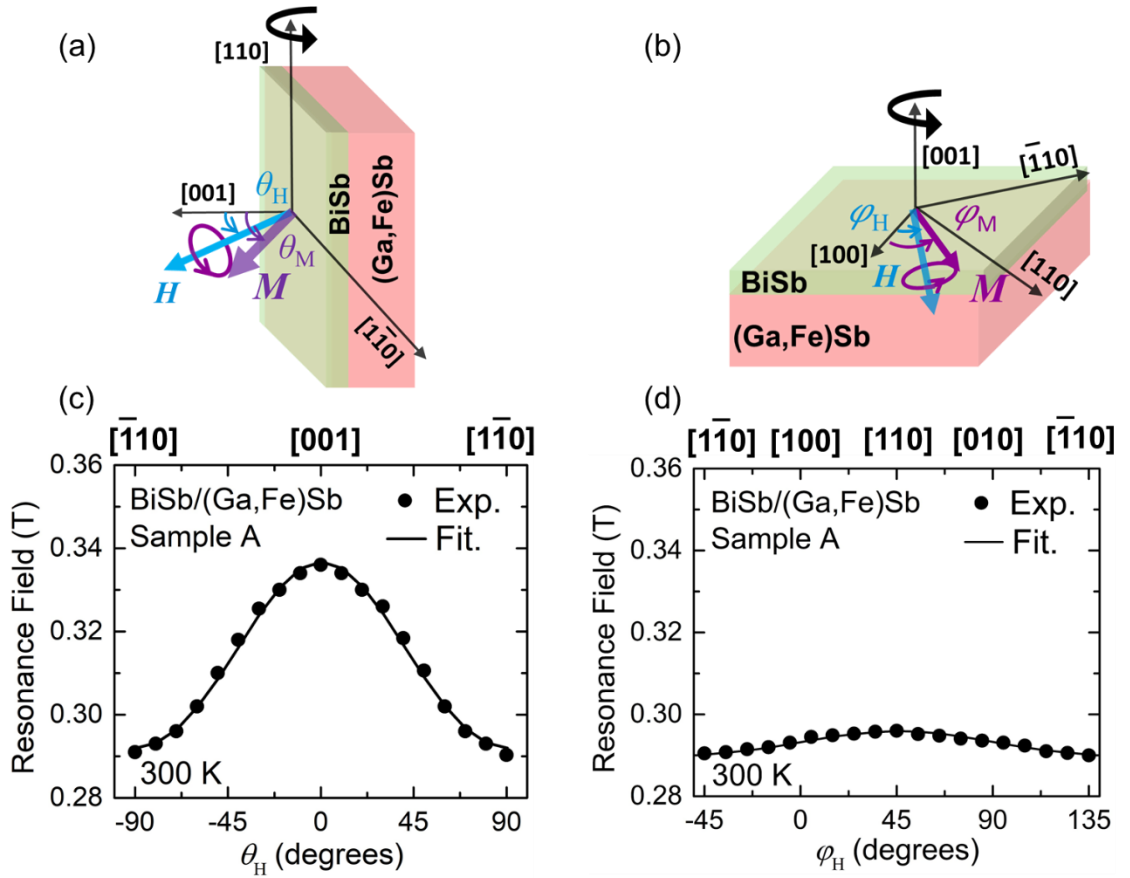 (a)
[110]
[001]
θH
θM
H
M
BiSb
(Ga,Fe)Sb
[11̅0]
(b)
[001]
[1̅10]
φH
φM
[100]
H
M
[110]
BiSb
(Ga,Fe)Sb
(c)
[1̅10] [001] [11̅0]
0.36
0.34
0.32
0.30
0.28
Resonance Field (T)
BiSb/(Ga,Fe)Sb
Sample A
Exp.
Fit.
300 K
-90 -45 0 45 90
θH (degrees)
(d)
[11̅0] [100] [110] [010] [1̅10]
0.36
0.34
0.32
0.30
0.28
Resonance Field (T)
BiSb/(Ga,Fe)Sb
Sample A
Exp.
Fit.
300 K
-45 0 45 90 135
φH (degrees)